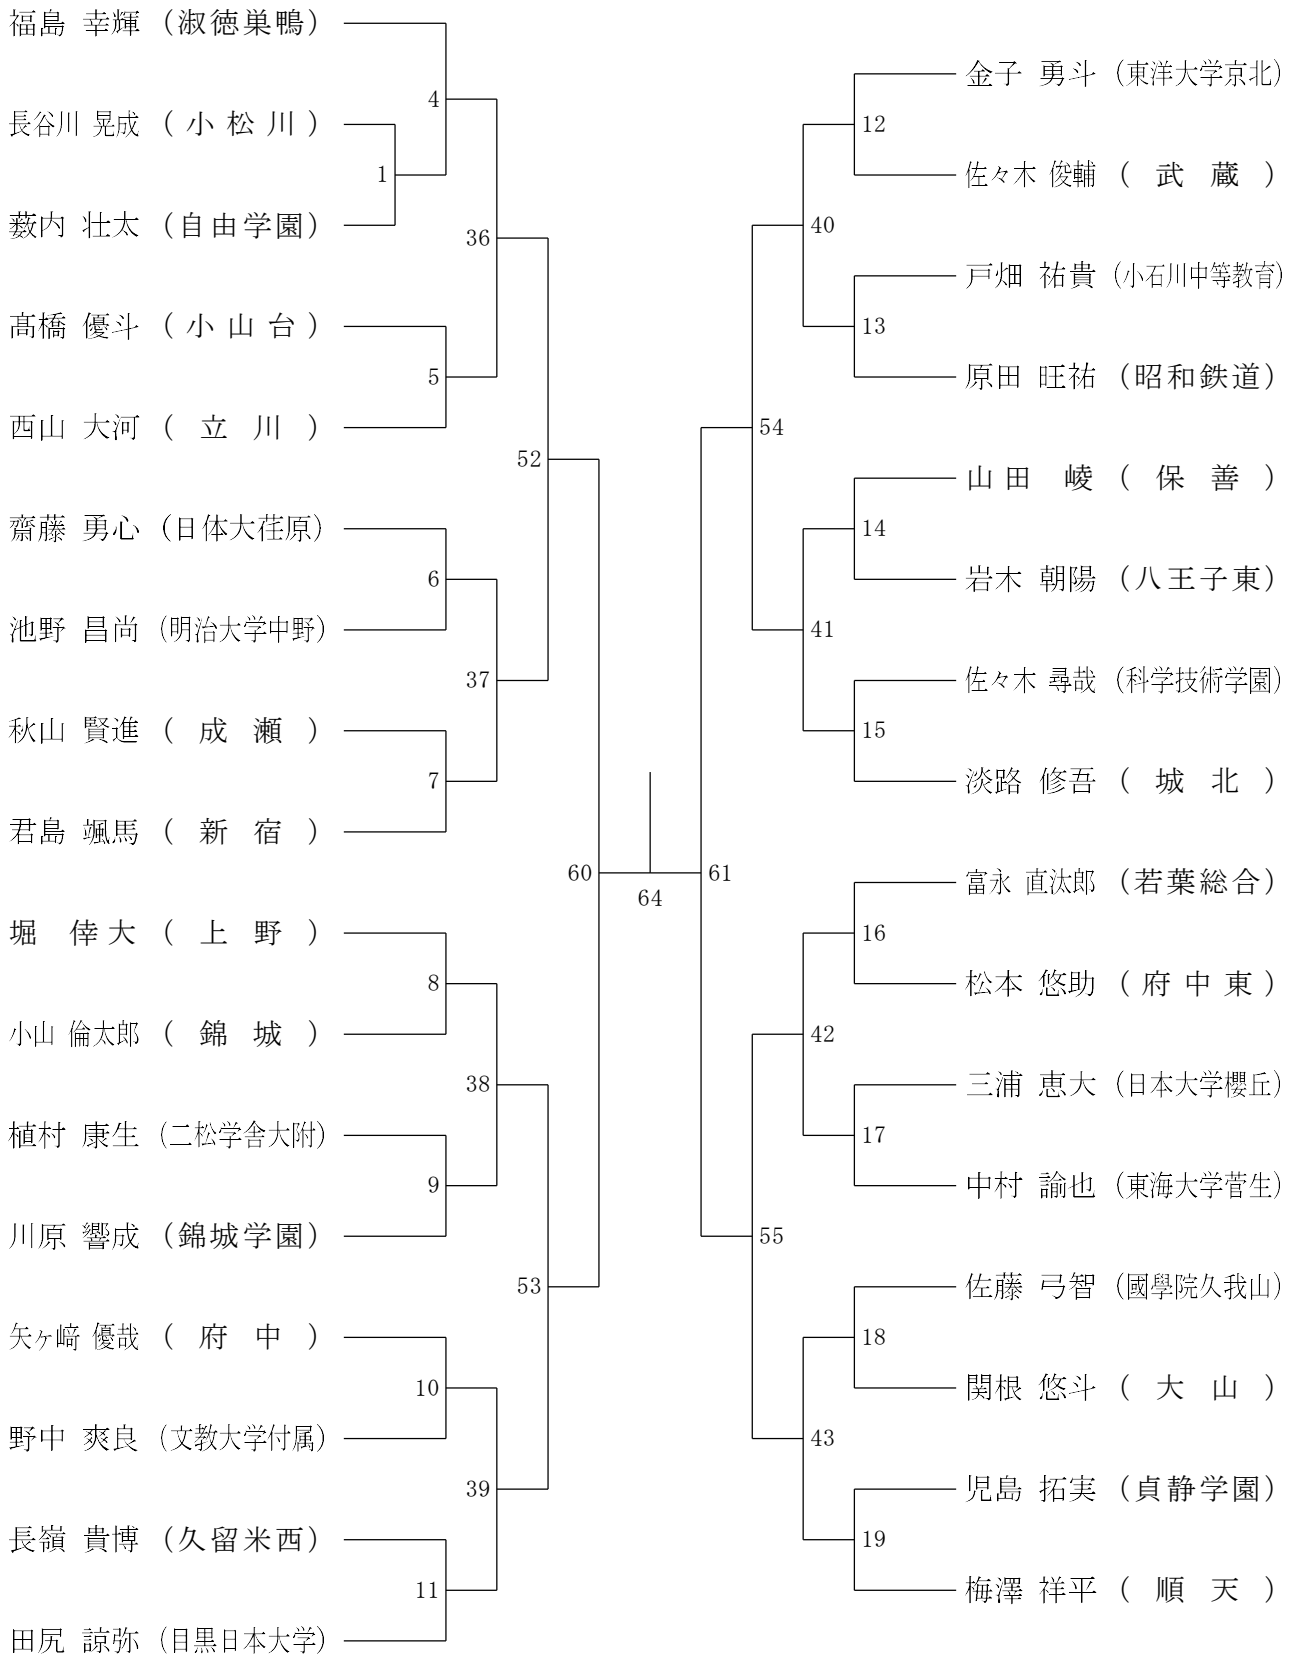 福島 幸輝 (淑徳巣鴨)
長谷川 晃成 (小松川)
薮内 壮太 (自由学園)
髙橋 優斗 (小山台)
西山 大河 (立川)
齋藤 勇心 (日体大荏原)
池野 昌尚 (明治大学中野)
秋山 賢進 (成瀬)
君島 颯馬 (新宿)
堀 倖大 (上野)
小山 倫太郎 (錦城)
植村 康生 (二松学舎大附)
川原 響成 (錦城学園)
矢ヶ﨑 優哉 (府中)
野中 爽良 (文教大学付属)
長嶺 貴博 (久留米西)
田尻 諒弥 (目黒日本大学)
4
1
36
5
52
6
37
7
60
8
38
9
53
10
39
11
64
61
12
40
13
54
14
41
15
16
42
17
55
18
43
19
金子 勇斗 (東洋大学京北)
佐々木 俊輔 (武蔵)
戸畑 祐貴 (小石川中等教育)
原田 旺祐 (昭和鉄道)
山田 崚 (保善)
岩木 朝陽 (八王子東)
佐々木 尋哉 (科学技術学園)
淡路 修吾 (城北)
富永 直汰郎 (若葉総合)
松本 悠助 (府中東)
三浦 恵大 (日本大学櫻丘)
中村 諭也 (東海大学菅生)
佐藤 弓智 (國學院久我山)
関根 悠斗 (大山)
児島 拓実 (貞静学園)
梅澤 祥平 (順天)